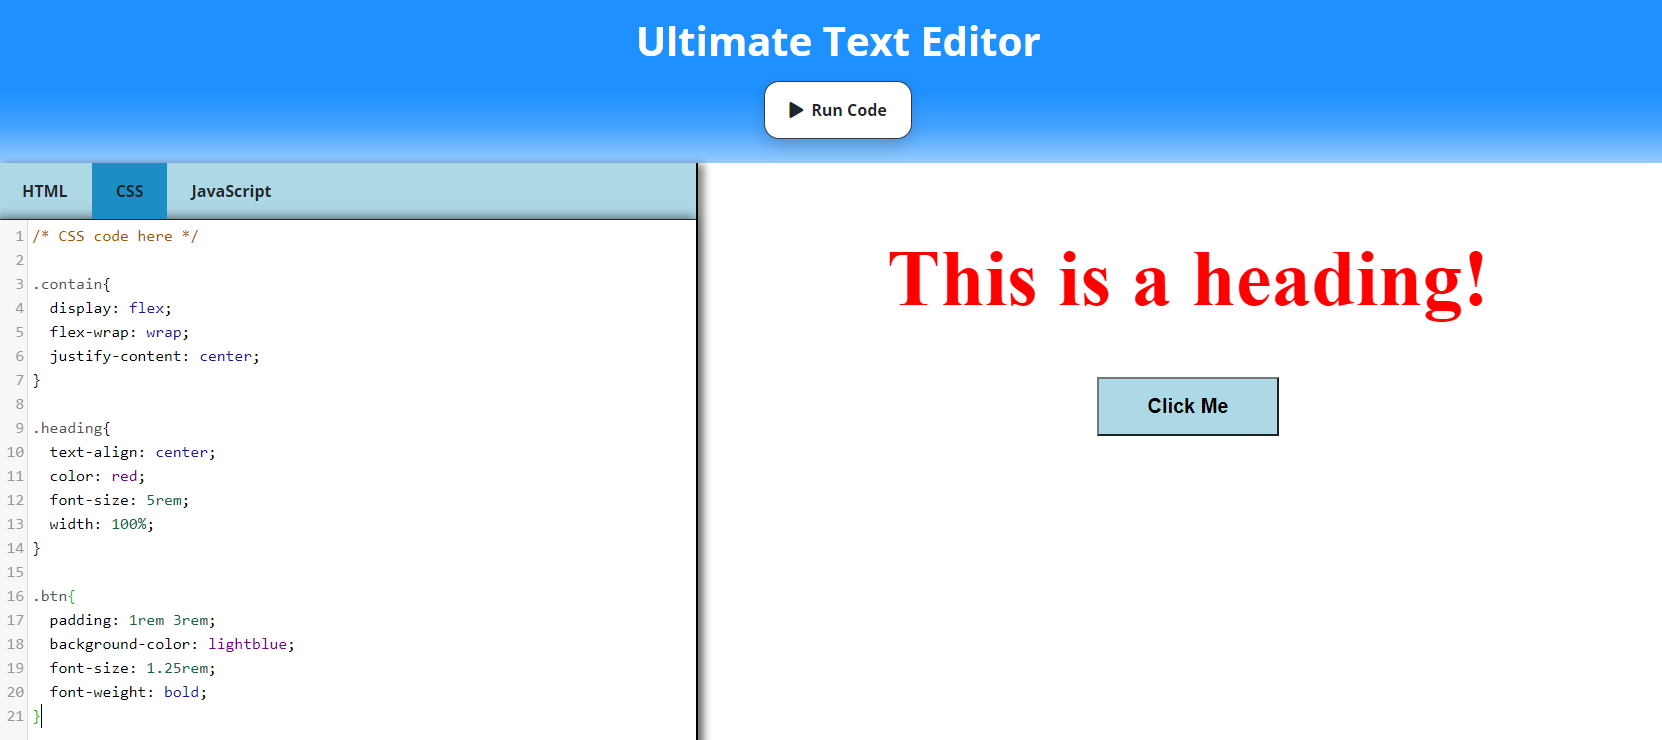 Ultimate Text Editor
Run Code
HTML CSS JavaScript
1 /* CSS code here */
2
3 .contain{
4   display: flex;
5   flex-wrap: wrap;
6   justify-content: center;
7 }
8
9 .heading{
10   text-align: center;
11   color: red;
12   font-size: 5rem;
13   width: 100%;
14 }
15
16 .btn{
17   padding: 1rem 3rem;
18   background-color: lightblue;
19   font-size: 1.25rem;
20   font-weight: bold;
21 }
This is a heading!
Click Me